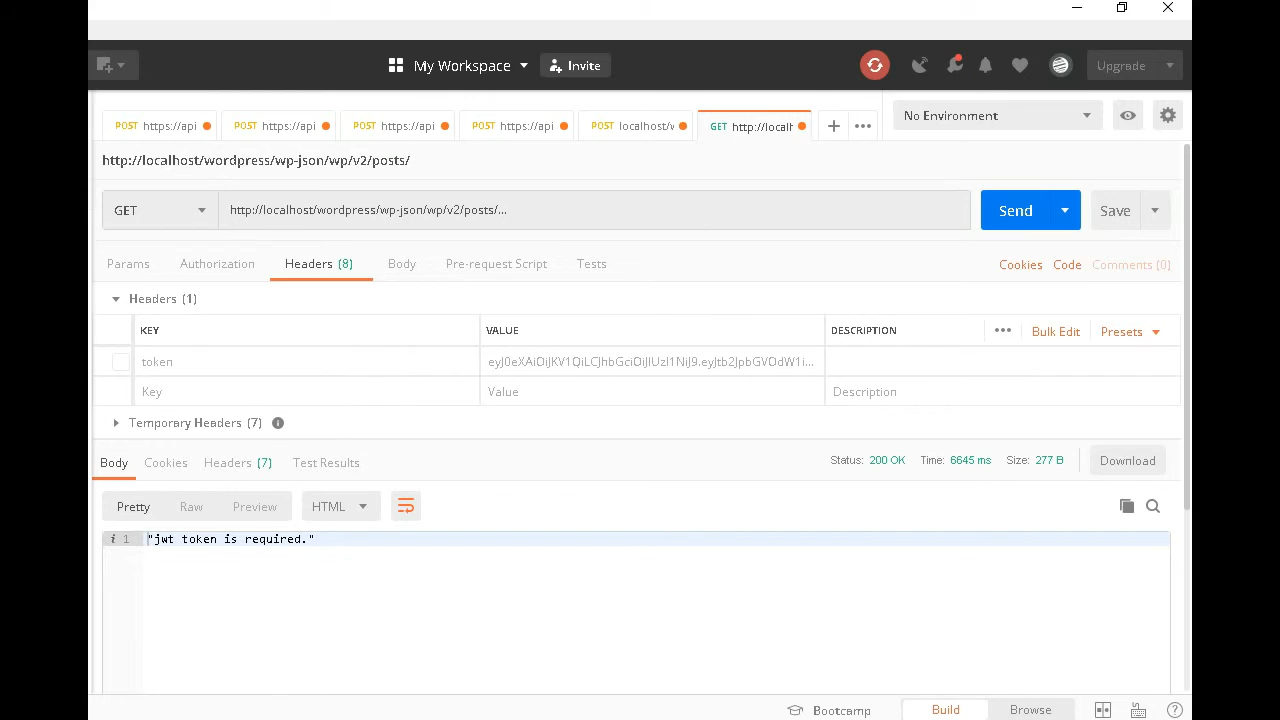 My Workspace
Invite
Upgrade
POST https://api
POST https://api
POST https://api
POST https://api
POST localhost/v
GET http://localh
No Environment
http://localhost/wordpress/wp-json/wp/v2/posts/
GET
http://localhost/wordpress/wp-json/wp/v2/posts/...
Send
Save
Params
Authorization
Headers (8)
Body
Pre-request Script
Tests
Cookies
Code
Comments (0)
Headers (1)
KEY
VALUE
DESCRIPTION
Bulk Edit
Presets
token
Key
Value
Description
Temporary Headers (7)
Body
Cookies
Headers (7)
Test Results
Status: 200 OK
Time: 6645 ms
Size: 277 B
Download
Pretty
Raw
Preview
HTML
i 1
"jwt token is required."
Bootcamp
Build
Browse